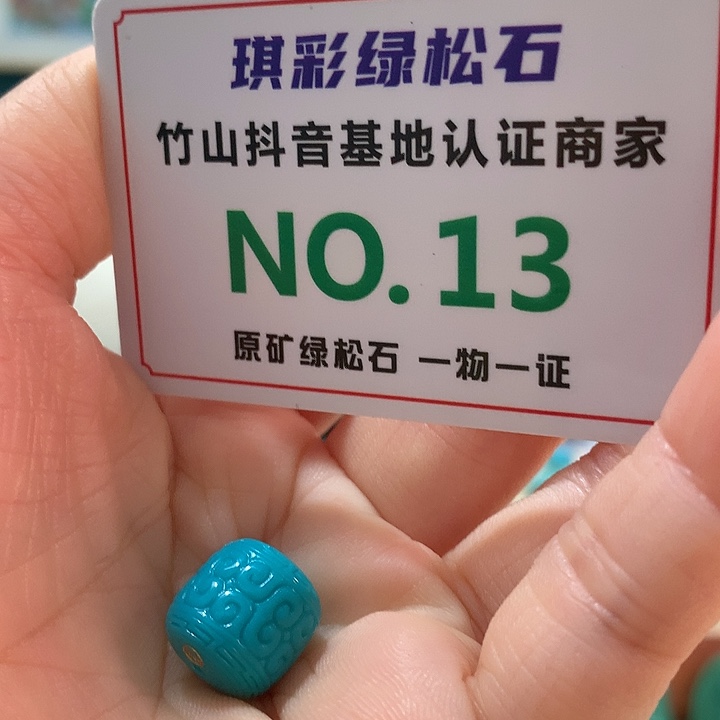 琪彩绿松石
竹山抖音基地认证商家
NO.13
原矿绿松石 一物一证